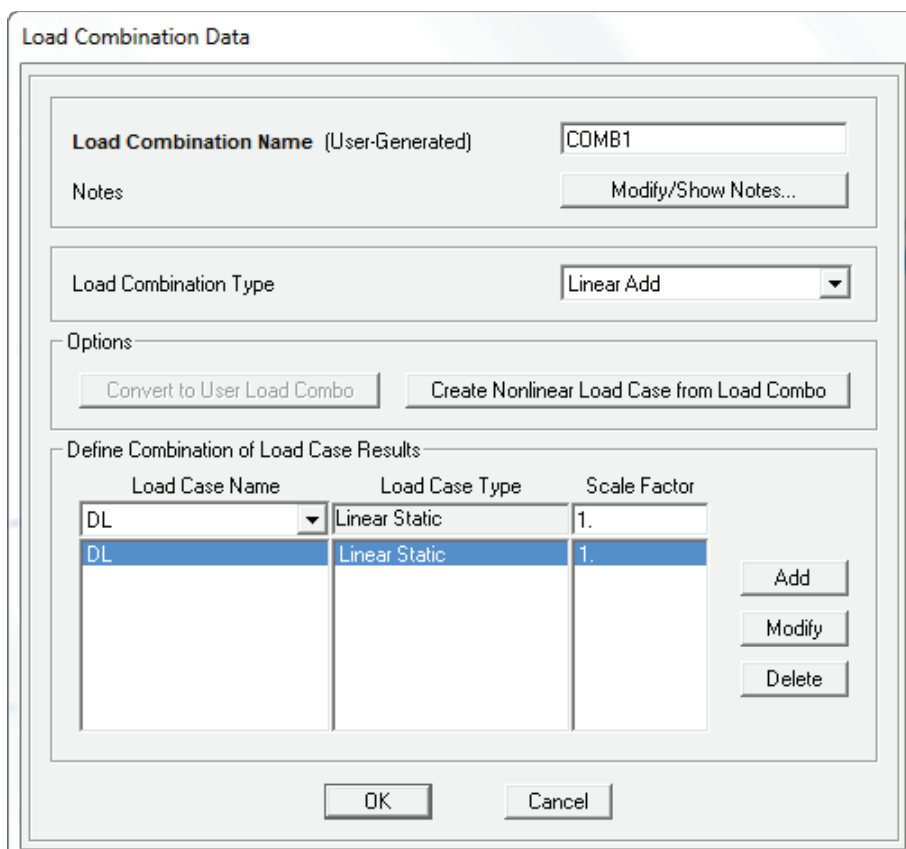 Load Combination Data
Load Combination Name (User-Generated) COMB1
Notes Modify/Show Notes...
Load Combination Type Linear Add
Options
Convert to User Load Combo Create Nonlinear Load Case from Load Combo
Define Combination of Load Case Results
Load Case Name Load Case Type Scale Factor
DL Linear Static 1.
DL Linear Static 1.
Add
Modify
Delete
OK Cancel